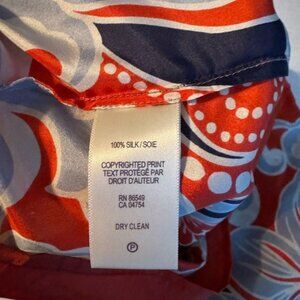 100% SILK/SOIE
COPYRIGHTED PRINT
TEXT PROTÉGÉ PAR
DROIT D'AUTEUR
RN 86549
CA 04754
DRY CLEAN
P